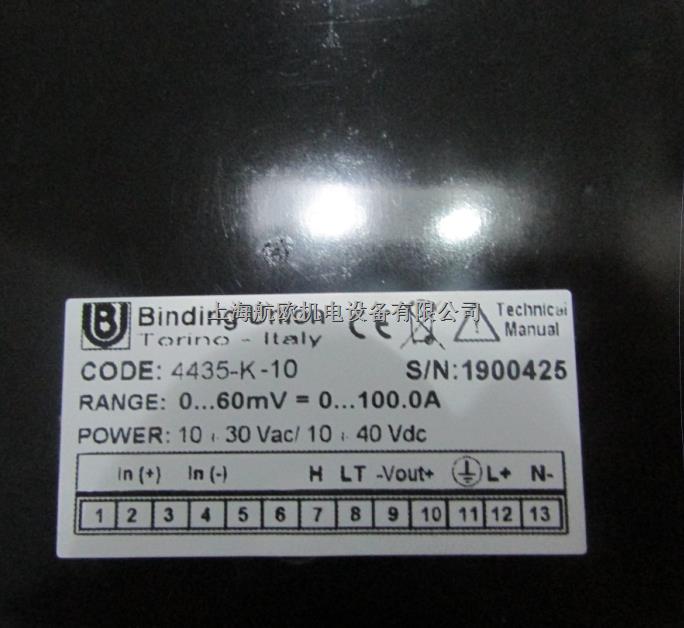 上海航欧机电设备有限公司
Binding Union
Torino - Italy
CE
Technical
Manual
CODE: 4435-K-10
S/N:1900425
RANGE: 0...60mV = 0...100.0A
POWER: 10 ÷ 30 Vac/ 10 ÷ 40 Vdc
In (+) In (-) H LT -Vout+ L+ N-
1 2 3 4 5 6 7 8 9 10 11 12 13